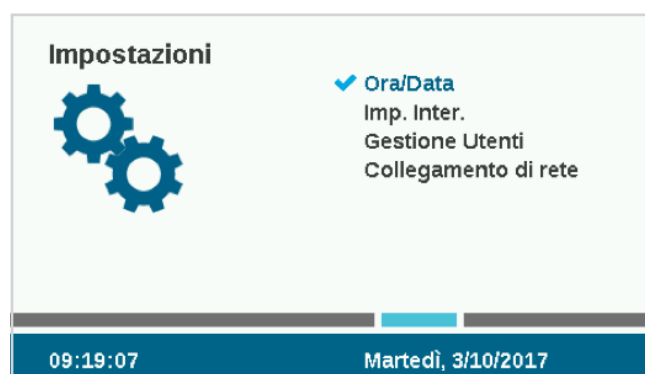 Impostazioni
Ora/Data
Imp. Inter.
Gestione Utenti
Collegamento di rete
09:19:07
Martedì, 3/10/2017